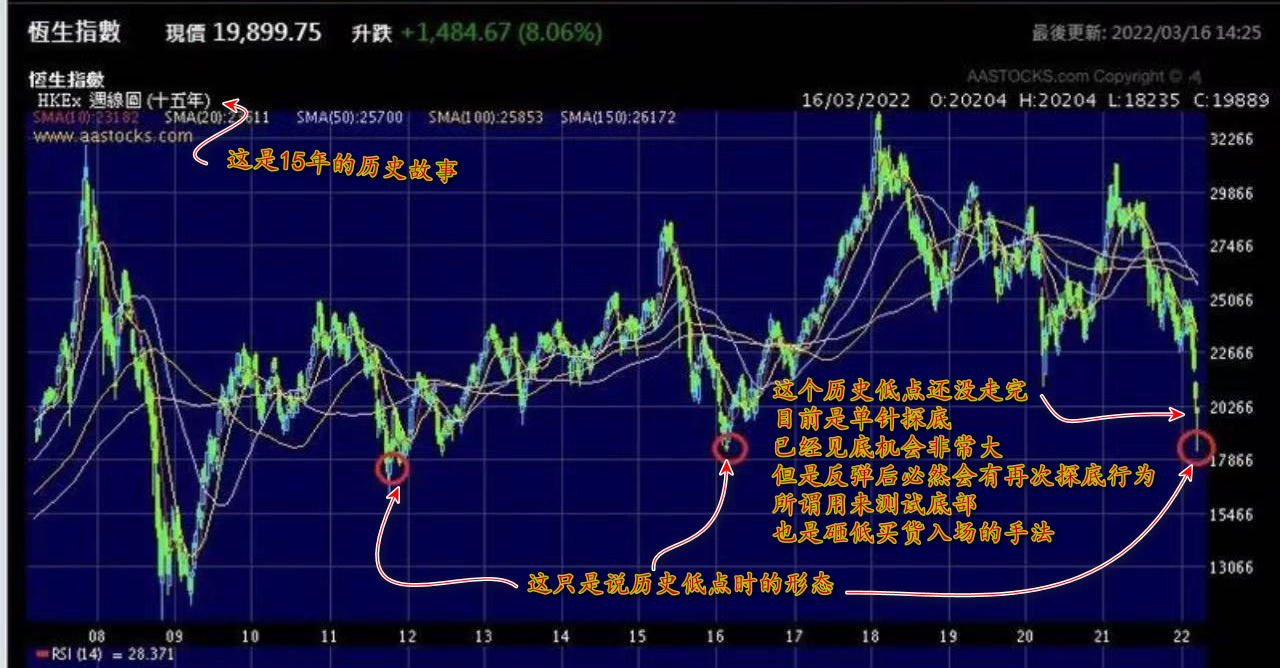 恆生指數 現價 19,899.75 升跌 +1,484.67 (8.06%) 最後更新: 2022/03/16 14:25
恆生指數 AASTOCKS.com Copyright ©
HKEx 週線圖 (十五年) 16/03/2022 O:20204 H:20204 L:18235 C:19889
SMA(10):23182 SMA(20): 611 SMA(50):25700 SMA(100):25853 SMA(150):26172
www.aastocks.com
32266
这是15年的历史故事
29866
27466
25066
22666
这个历史低点还没走完
目前是单针探底
20266
已经见底机会非常大
17866
但是反弹后必然会有再次探底行为
所谓用来测试底部
15466
也是砸低买货入场的手法
13066
这只是说历史低点时的形态
08 09 10 11 12 13 14 15 16 17 18 19 20 21 22
RSI (14) = 28.371